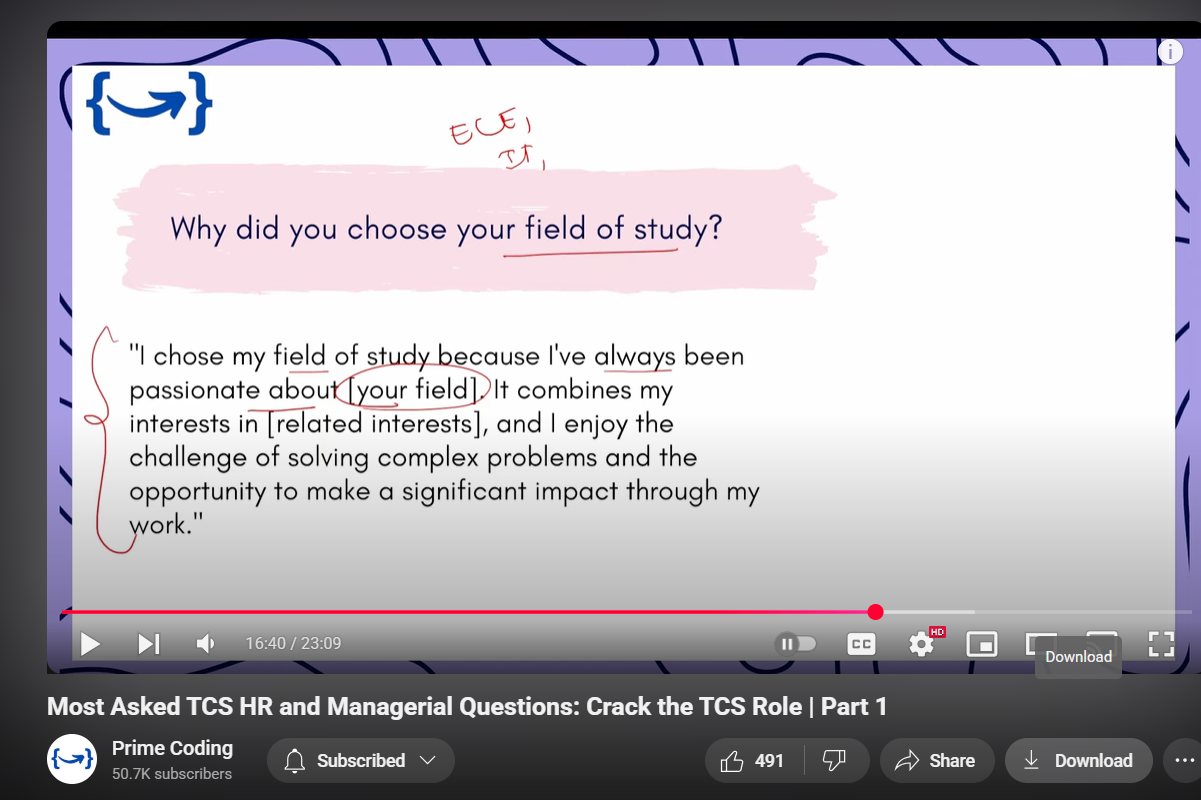 ECE,
IT,
Why did you choose your field of study?
"I chose my field of study because I've always been
passionate about [your field]. It combines my
interests in [related interests], and I enjoy the
challenge of solving complex problems and the
opportunity to make a significant impact through my
work."
16:40 / 23:09
CC
HD
Download
Most Asked TCS HR and Managerial Questions: Crack the TCS Role | Part 1
Prime Coding
50.7K subscribers
Subscribed
491
Share
Download